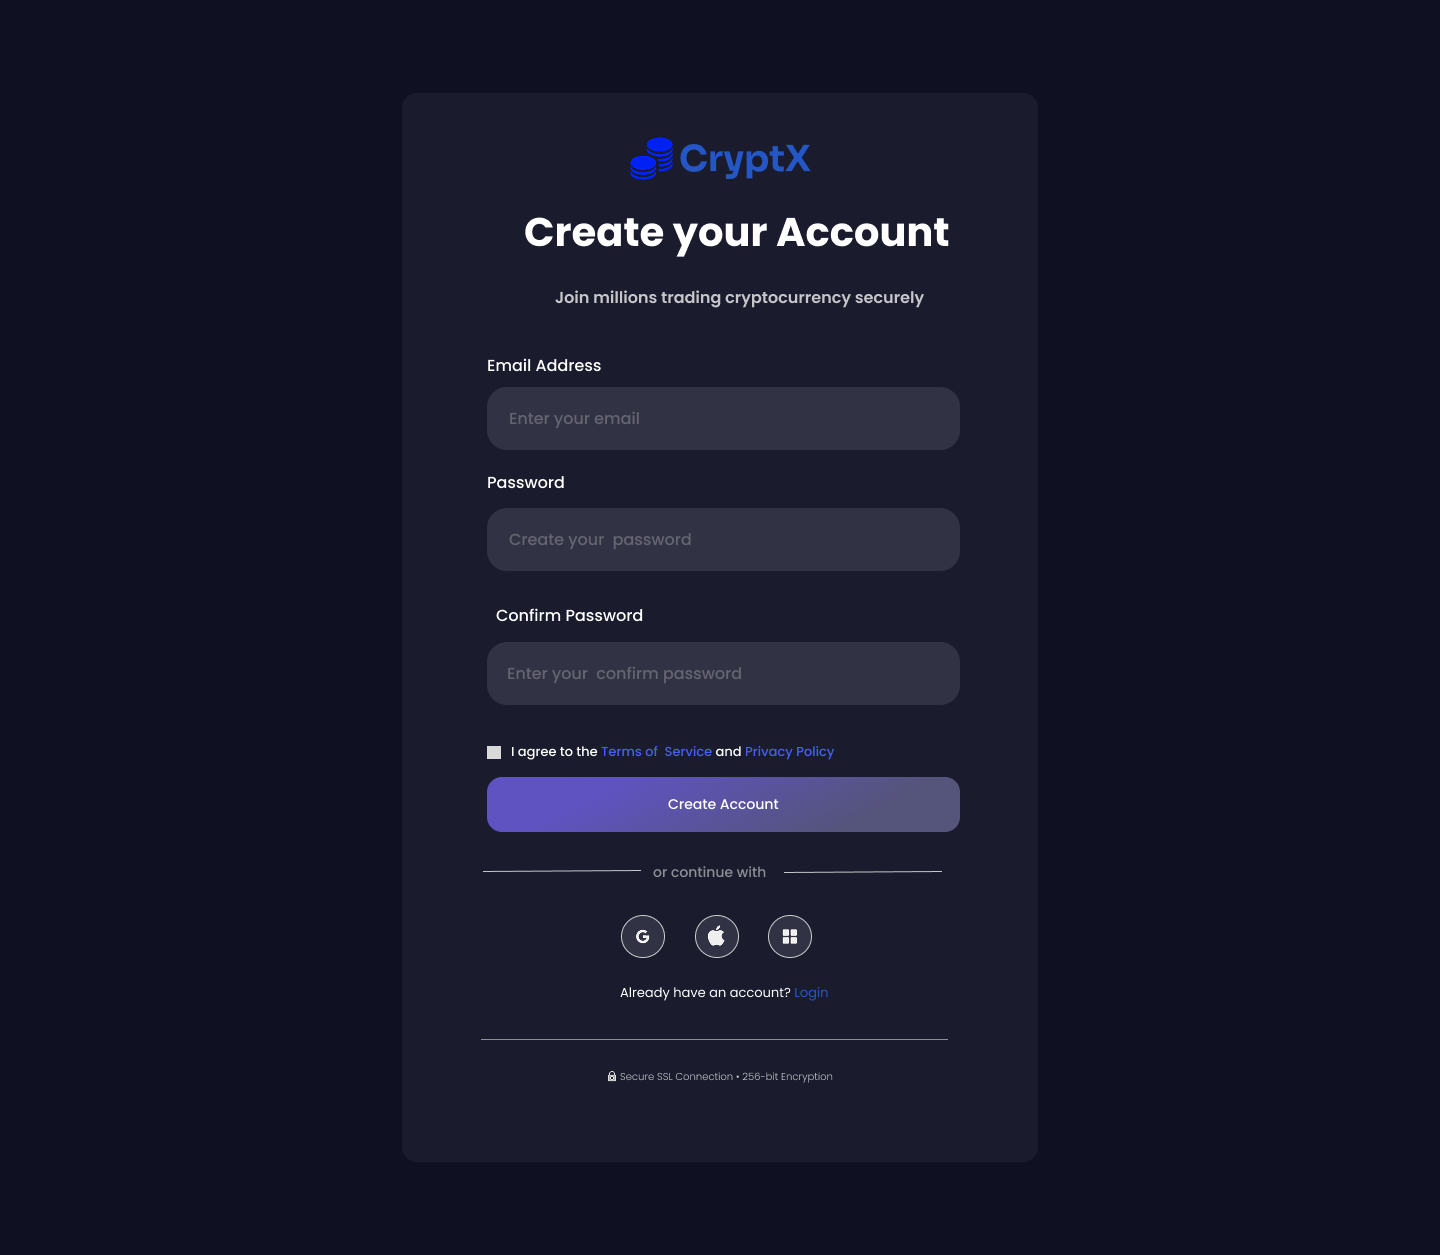 CryptX
Create your Account
Join millions trading cryptocurrency securely
Email Address
Enter your email
Password
Create your  password
Confirm Password
Enter your  confirm password
I agree to the Terms of  Service and Privacy Policy
Create Account
or continue with
G
Already have an account? Login
Secure SSL Connection • 256-bit Encryption